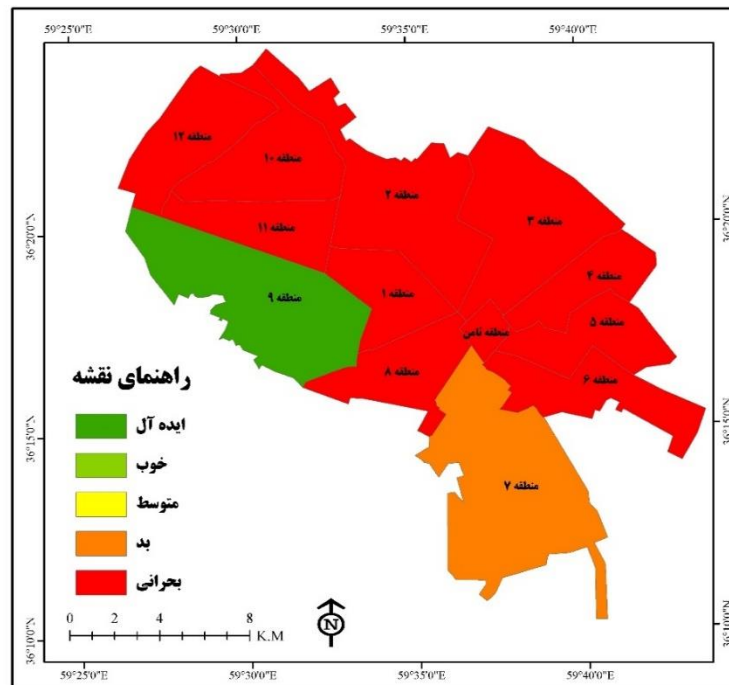 59°25'0"E 59°30'0"E 59°35'0"E 59°40'0"E
منطقه ۱۲
منطقه ۱۰
منطقه ۲
منطقه ۳
منطقه ۱۱
منطقه ۴
منطقه ۹
منطقه ۱
منطقه ۵
منطقه ثامن
منطقه ۸
منطقه ۶
منطقه ۷
36°20'0"N
36°15'0"N
36°10'0"N
36°20'0"N
36°15'0"N
36°10'0"N
راهنمای نقشه
ایده آل
خوب
متوسط
بد
بحرانی
0 2 4 8
K.M
N
59°25'0"E 59°30'0"E 59°35'0"E 59°40'0"E